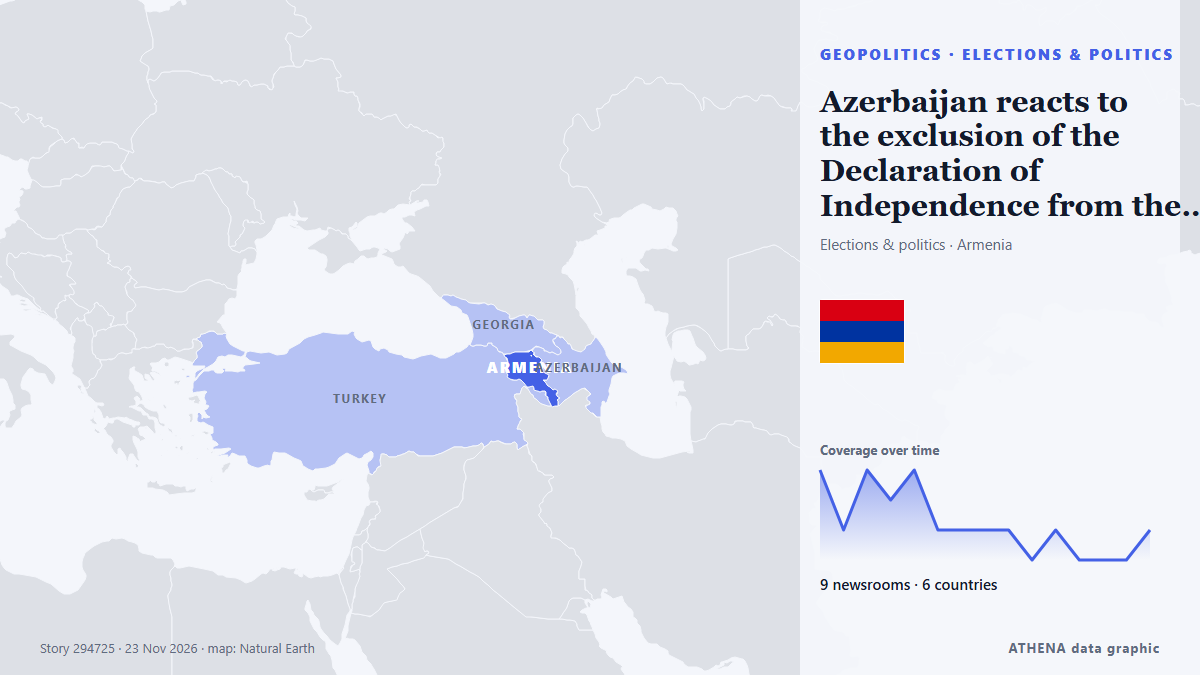 GEOPOLITICS · ELECTIONS & POLITICS
Azerbaijan reacts to
the exclusion of the
Declaration of
Independence from the…
Elections & politics · Armenia
GEORGIA
AZERBAIJAN
TURKEY
Coverage over time
9 newsrooms · 6 countries
Story 294725 · 23 Nov 2026 · map: Natural Earth
ATHENA data graphic